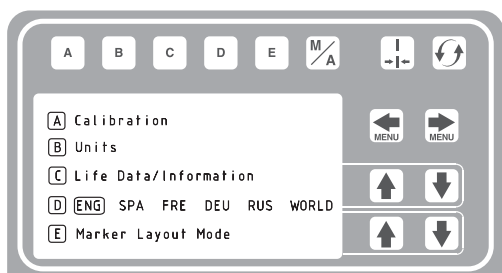 A B C D E M/A
A Calibration
B Units
C Life Data/Information
D ENG SPA FRE DEU RUS WORLD
E Marker Layout Mode
MENU MENU